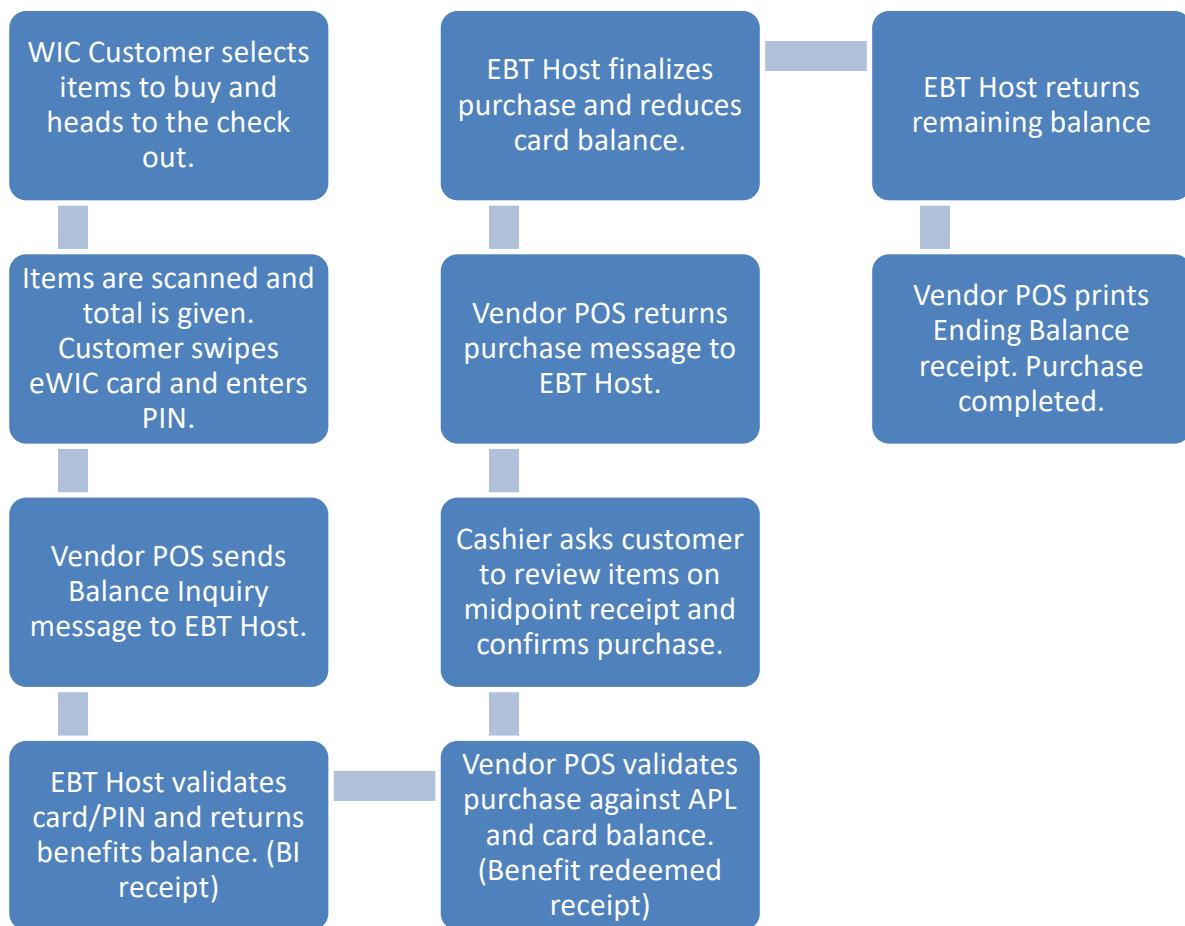 WIC Customer selects
items to buy and
heads to the check
out.
Items are scanned and
total is given.
Customer swipes
eWIC card and enters
PIN.
Vendor POS sends
Balance Inquiry
message to EBT Host.
EBT Host validates
card/PIN and returns
benefits balance. (BI
receipt)
Vendor POS validates
purchase against APL
and card balance.
(Benefit redeemed
receipt)
Cashier asks customer
to review items on
midpoint receipt and
confirms purchase.
Vendor POS returns
purchase message to
EBT Host.
EBT Host finalizes
purchase and reduces
card balance.
EBT Host returns
remaining balance
Vendor POS prints
Ending Balance
receipt. Purchase
completed.